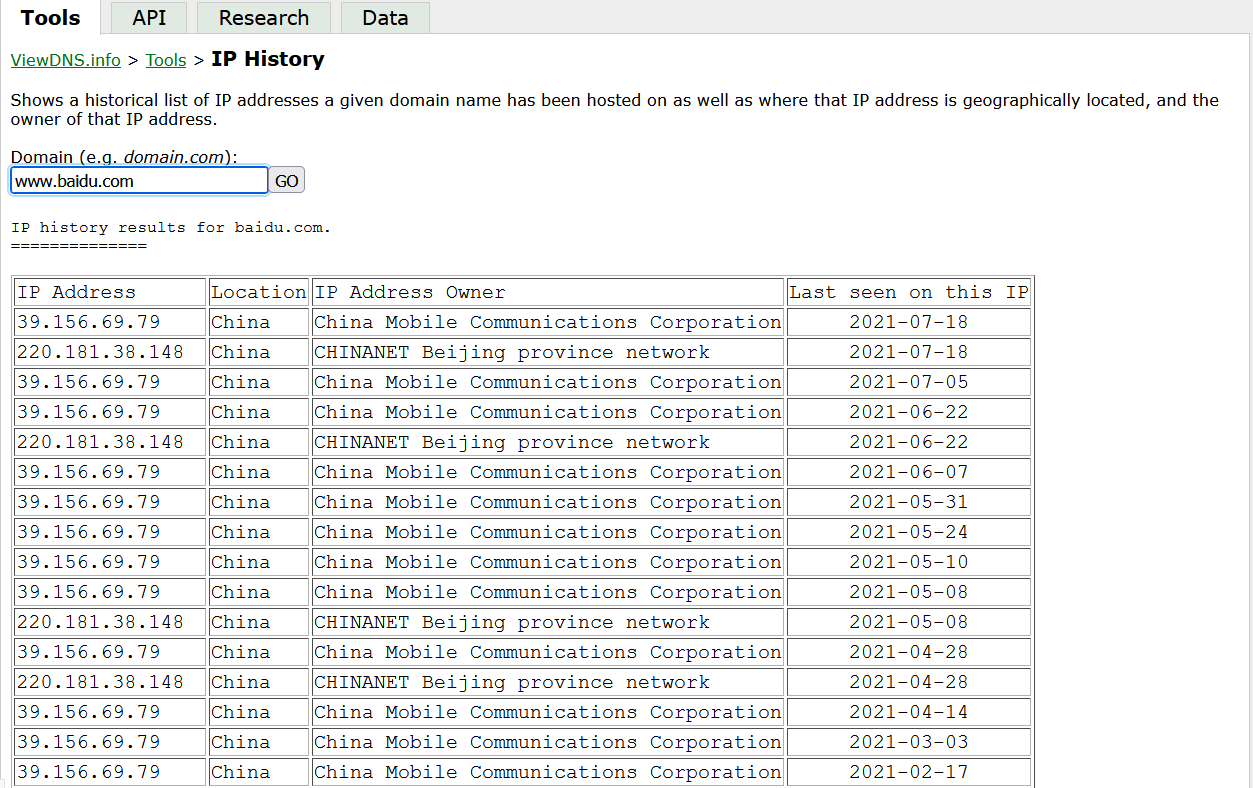 Tools API Research Data
ViewDNS.info > Tools > IP History
Shows a historical list of IP addresses a given domain name has been hosted on as well as where that IP address is geographically located, and the
owner of that IP address.
Domain (e.g. domain.com):
www.baidu.com GO
IP history results for baidu.com.
==============
IP Address Location IP Address Owner Last seen on this IP
39.156.69.79 China China Mobile Communications Corporation 2021-07-18
220.181.38.148 China CHINANET Beijing province network 2021-07-18
39.156.69.79 China China Mobile Communications Corporation 2021-07-05
39.156.69.79 China China Mobile Communications Corporation 2021-06-22
220.181.38.148 China CHINANET Beijing province network 2021-06-22
39.156.69.79 China China Mobile Communications Corporation 2021-06-07
39.156.69.79 China China Mobile Communications Corporation 2021-05-31
39.156.69.79 China China Mobile Communications Corporation 2021-05-24
39.156.69.79 China China Mobile Communications Corporation 2021-05-10
39.156.69.79 China China Mobile Communications Corporation 2021-05-08
220.181.38.148 China CHINANET Beijing province network 2021-05-08
39.156.69.79 China China Mobile Communications Corporation 2021-04-28
220.181.38.148 China CHINANET Beijing province network 2021-04-28
39.156.69.79 China China Mobile Communications Corporation 2021-04-14
39.156.69.79 China China Mobile Communications Corporation 2021-03-03
39.156.69.79 China China Mobile Communications Corporation 2021-02-17